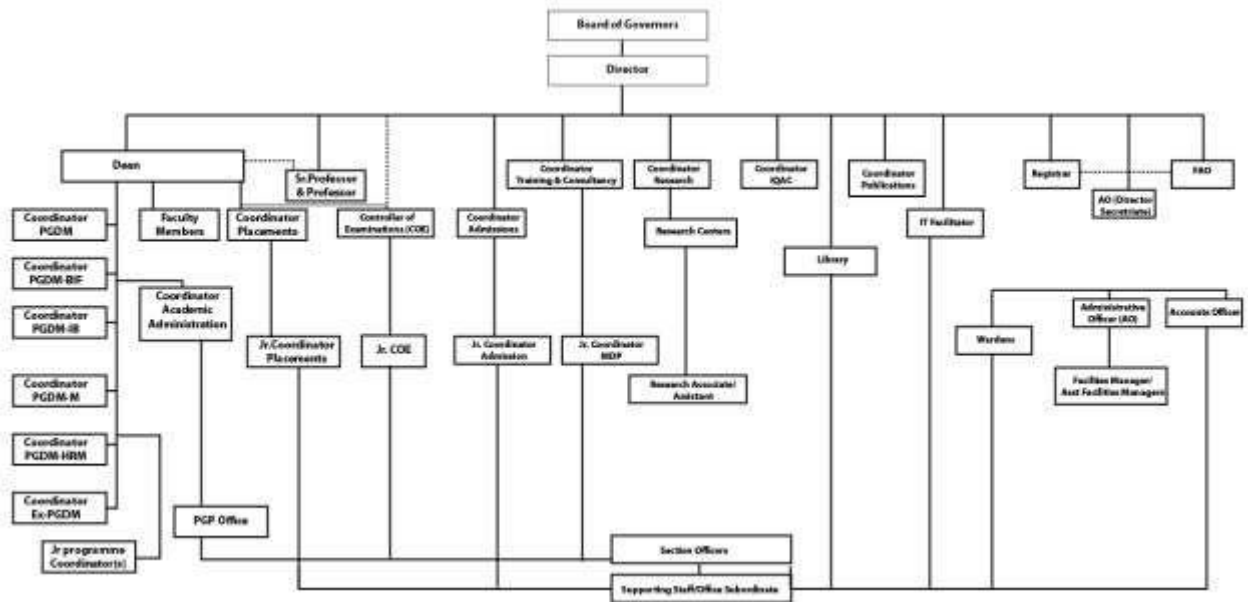 Board of Governors
Director
Dean
Sr.Professor
& Professor
Coordinator
Training & Consultancy
Coordinator
Research
Coordinator
IQAC
Coordinator
Publications
Registrar
AO (Director
Secretriate)
FAO
Coordinator
PGDM
Faculty
Members
Coordinator
Placements
Controller of
Examinations (COE)
Coordinator
Admissions
Research Centers
IT Facilitator
Library
Coordinator
PGDM-BIF
Coordinator
Academic
Administration
Coordinator
PGDM-IB
Jr.Coordinator
Placements
Jr. COE
Jr. Coordinator
Admission
Jr. Coordinator
MDP
Wardens
Administrative
Officer (AO)
Accounts Officer
Coordinator
PGDM-M
Research Associate/
Assistant
Facilities Manager/
Asst Facilities Managers
Coordinator
PGDM-HRM
Coordinator
Ex-PGDM
PGP Office
Jr programme
Coordinator(s)
Section Officers
Supporting Staff/Office Subordinate